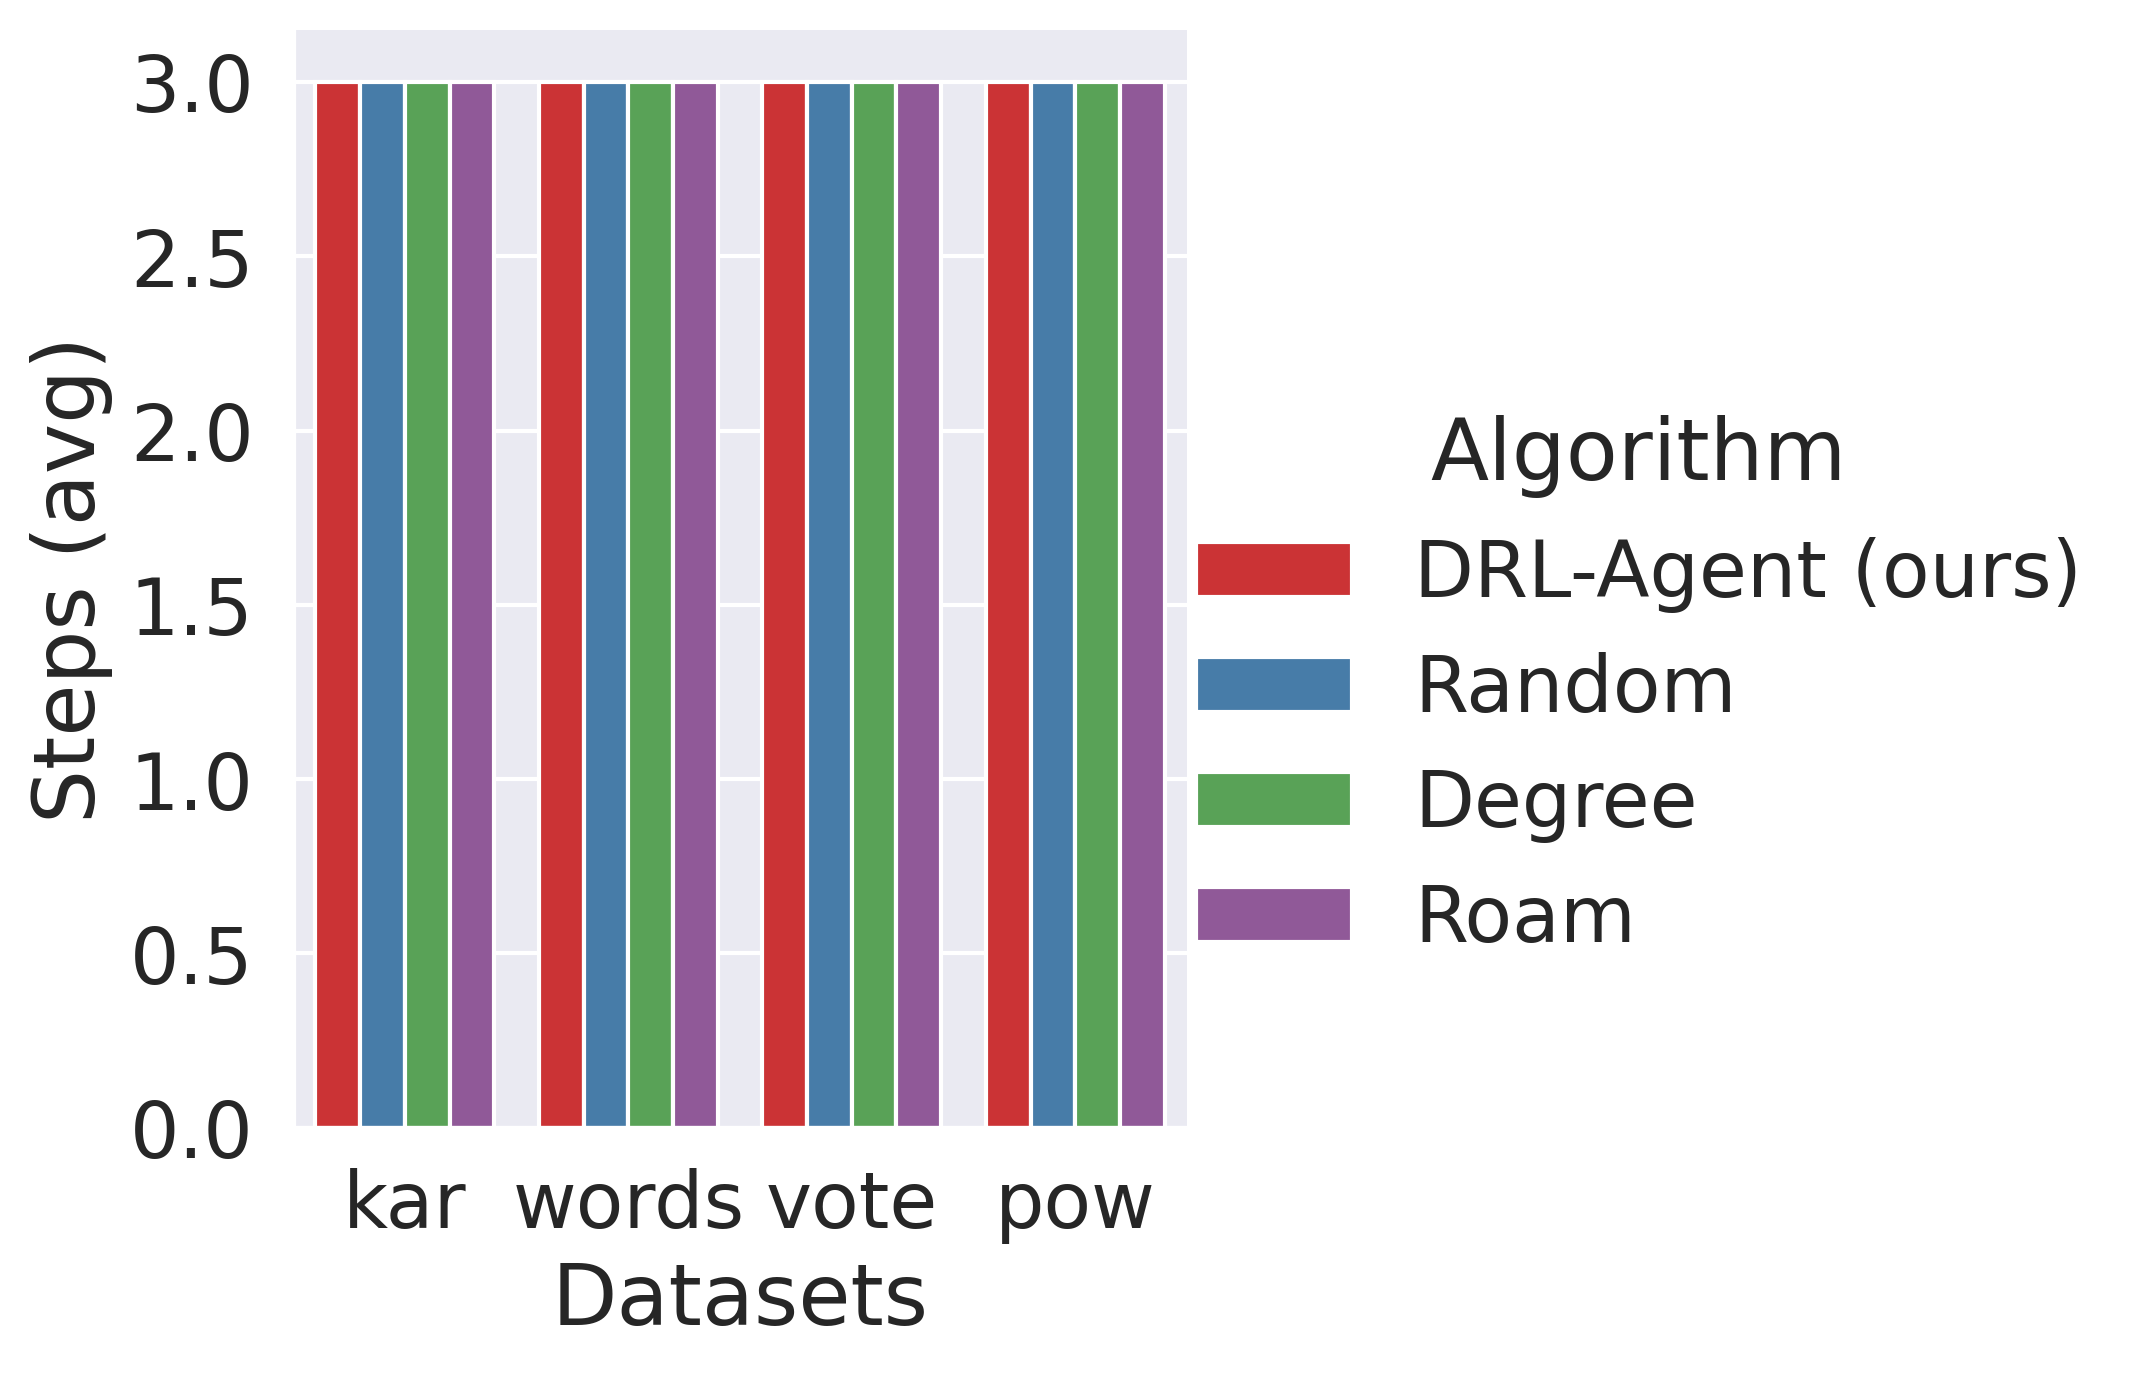 3.0
2.5
2.0
1.5
1.0
0.5
0.0
Steps (avg)
kar words vote pow
Datasets
Algorithm
DRL-Agent (ours)
Random
Degree
Roam